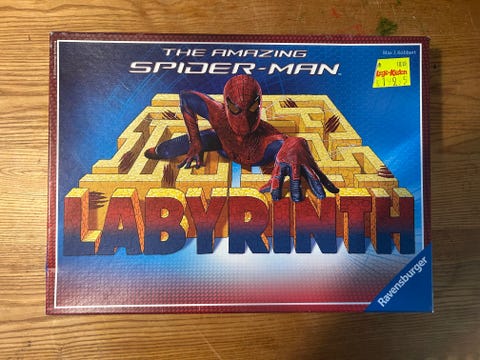 Max J. Kobbert
THE AMAZING
SPIDER-MAN
LABYRINTH
Ravensburger